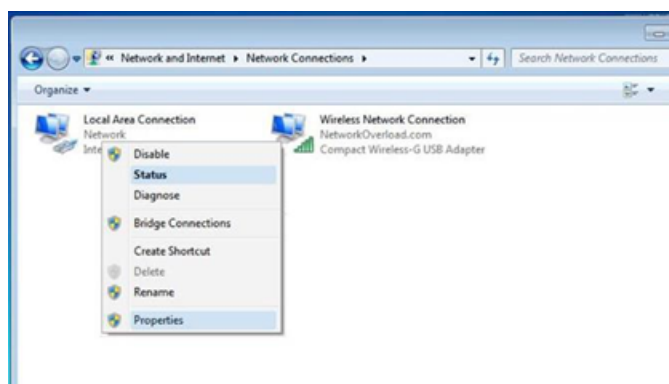 « Network and Internet ▸ Network Connections ▸
Search Network Connections
Organize ▾
Local Area Connection
Network
Inte
Wireless Network Connection
NetworkOverload.com
Compact Wireless-G USB Adapter
Disable
Status
Diagnose
Bridge Connections
Create Shortcut
Delete
Rename
Properties